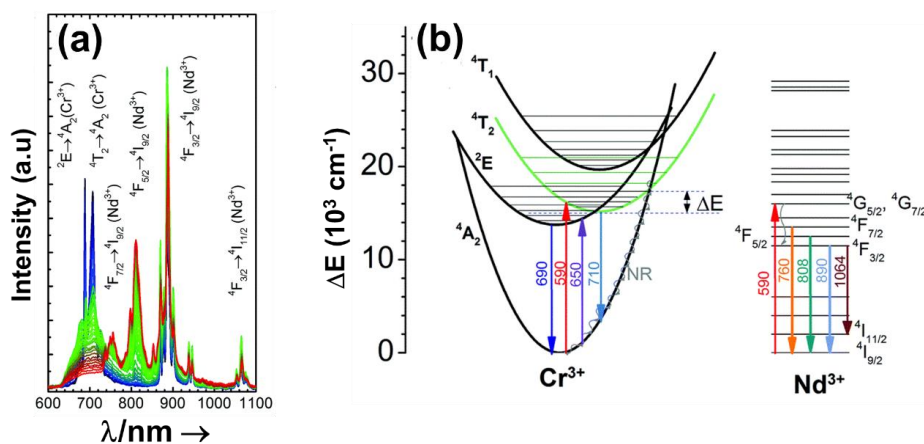 (a)
Intensity (a.u)
²E→⁴A₂(Cr³⁺)
⁴T₂→⁴A₂ (Cr³⁺)
⁴F₇/₂→⁴I₉/₂ (Nd³⁺)
⁴F₅/₂→⁴I₉/₂ (Nd³⁺)
⁴F₃/₂→⁴I₉/₂ (Nd³⁺)
⁴F₃/₂→⁴I₁₁/₂ (Nd³⁺)
600 700 800 900 1000 1100
λ/nm →
(b)
ΔE (10³ cm⁻¹)
30
20
10
0
⁴T₁
⁴T₂
²E
⁴A₂
ΔE
690
590
650
710
NR
Cr³⁺
⁴G₅/₂, ⁴G₇/₂
⁴F₇/₂
⁴F₅/₂
⁴F₃/₂
590
760
808
890
1064
⁴I₁₁/₂
⁴I₉/₂
Nd³⁺